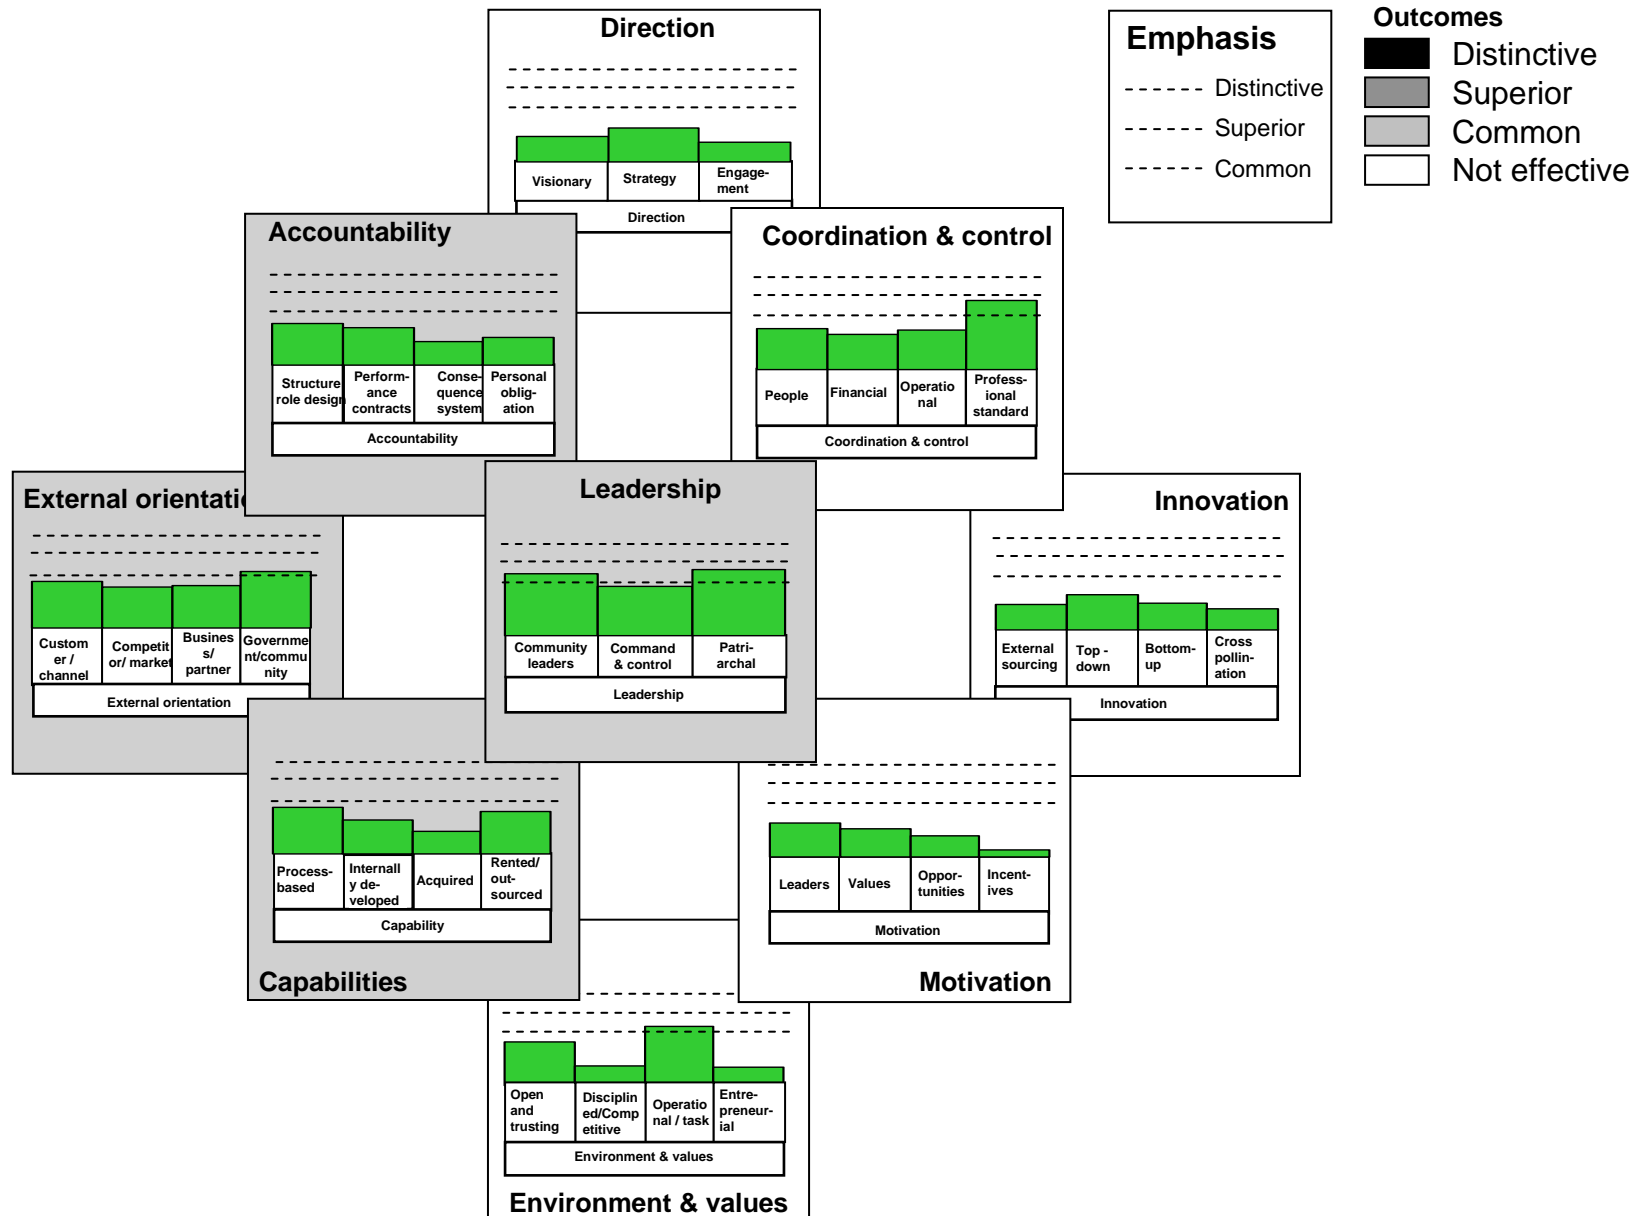 Direction
Visionary
Strategy
Engage-
ment
Direction
Emphasis
Distinctive
Superior
Common
Outcomes
Distinctive
Superior
Common
Not effective
Accountability
Structure
role design
Perform-
ance
contracts
Conse-
quence
system
Personal
oblig-
ation
Accountability
Coordination & control
People
Financial
Operatio
nal
Profess-
ional
standard
Coordination & control
External orientati
Custom
er /
channel
Competit
or/ market
Busines
s/
partner
Governme
nt/commu
nity
External orientation
Leadership
Community
leaders
Command
& control
Patri-
archal
Leadership
Innovation
External
sourcing
Top -
down
Bottom-
up
Cross
pollin-
ation
Innovation
Process-
based
Internall
y de-
veloped
Acquired
Rented/
out-
sourced
Capability
Capabilities
Leaders
Values
Oppor-
tunities
Incent-
ives
Motivation
Motivation
Open
and
trusting
Disciplin
ed/Comp
etitive
Operatio
nal / task
Entre-
preneur-
ial
Environment & values
Environment & values